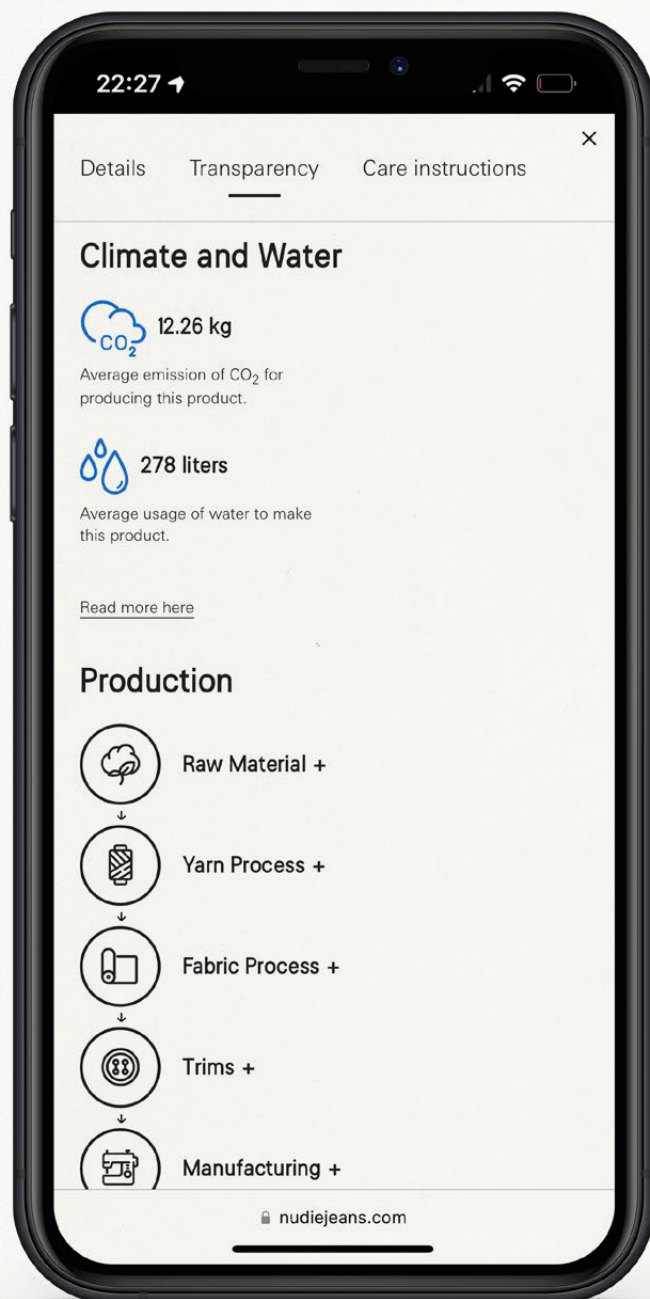 22:27
Details Transparency Care instructions
Climate and Water
CO2
12.26 kg
Average emission of CO₂ for
producing this product.
278 liters
Average usage of water to make
this product.
Read more here
Production
Raw Material +
Yarn Process +
Fabric Process +
Trims +
Manufacturing +
nudiejeans.com